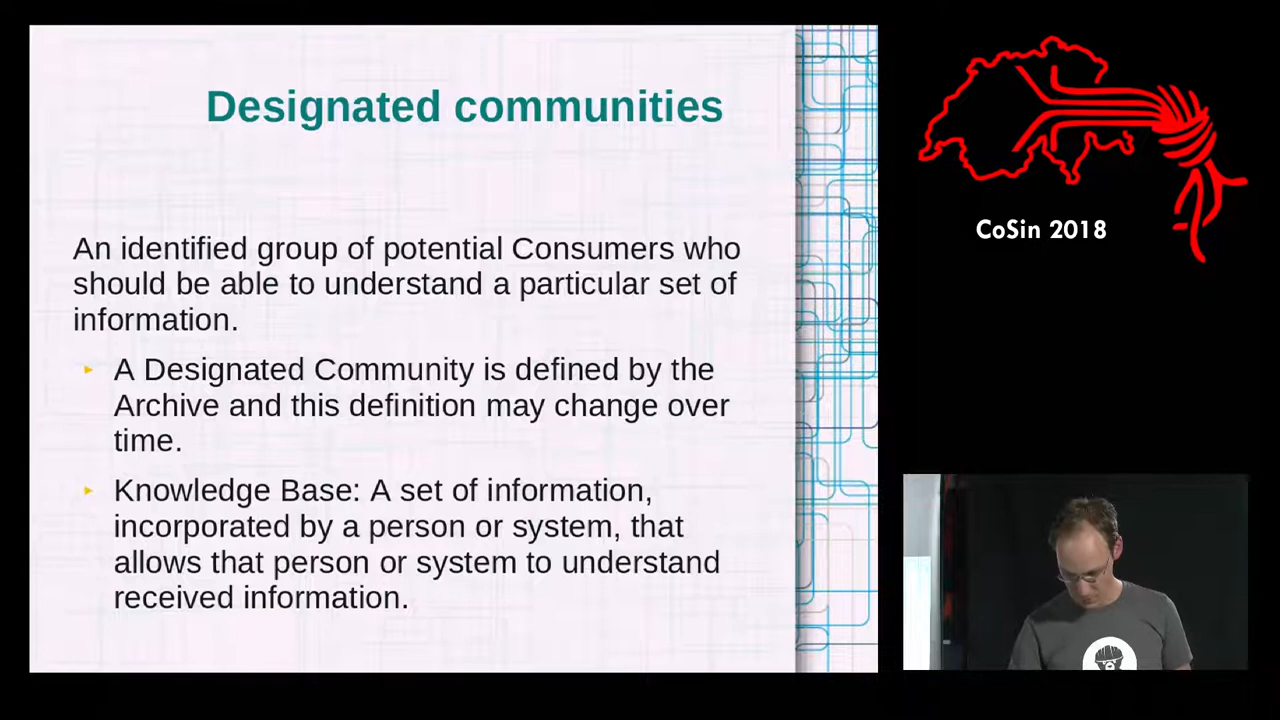 Designated communities
An identified group of potential Consumers who
should be able to understand a particular set of
information.
A Designated Community is defined by the
Archive and this definition may change over
time.
Knowledge Base: A set of information,
incorporated by a person or system, that
allows that person or system to understand
received information.
CoSin 2018